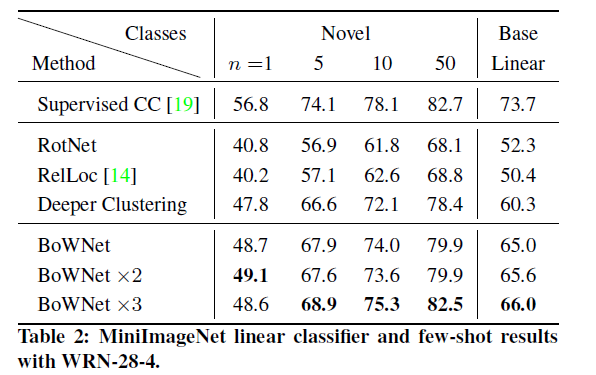 Classes Novel Base
Method n =1 5 10 50 Linear
Supervised CC [19] 56.8 74.1 78.1 82.7 73.7
RotNet 40.8 56.9 61.8 68.1 52.3
RelLoc [14] 40.2 57.1 62.6 68.8 50.4
Deeper Clustering 47.8 66.6 72.1 78.4 60.3
BoWNet 48.7 67.9 74.0 79.9 65.0
BoWNet ×2 49.1 67.6 73.6 79.9 65.6
BoWNet ×3 48.6 68.9 75.3 82.5 66.0
Table 2: MiniImageNet linear classifier and few-shot results
with WRN-28-4.